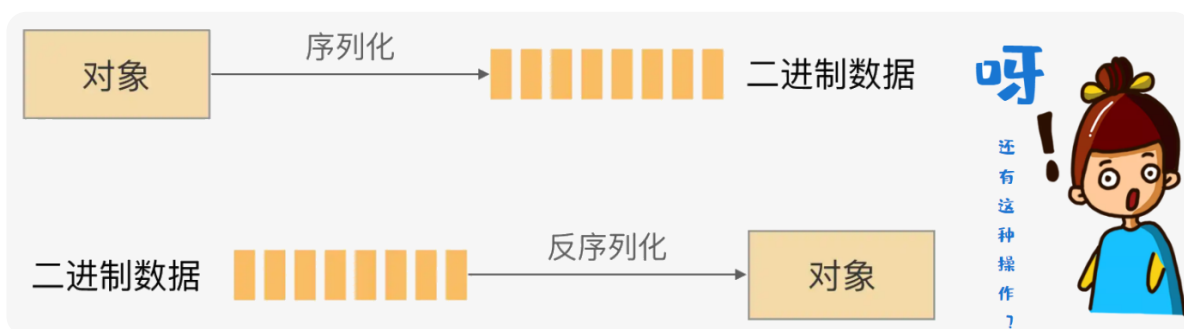 对象
序列化
二进制数据
呀
!
还有这种操作?
二进制数据
反序列化
对象